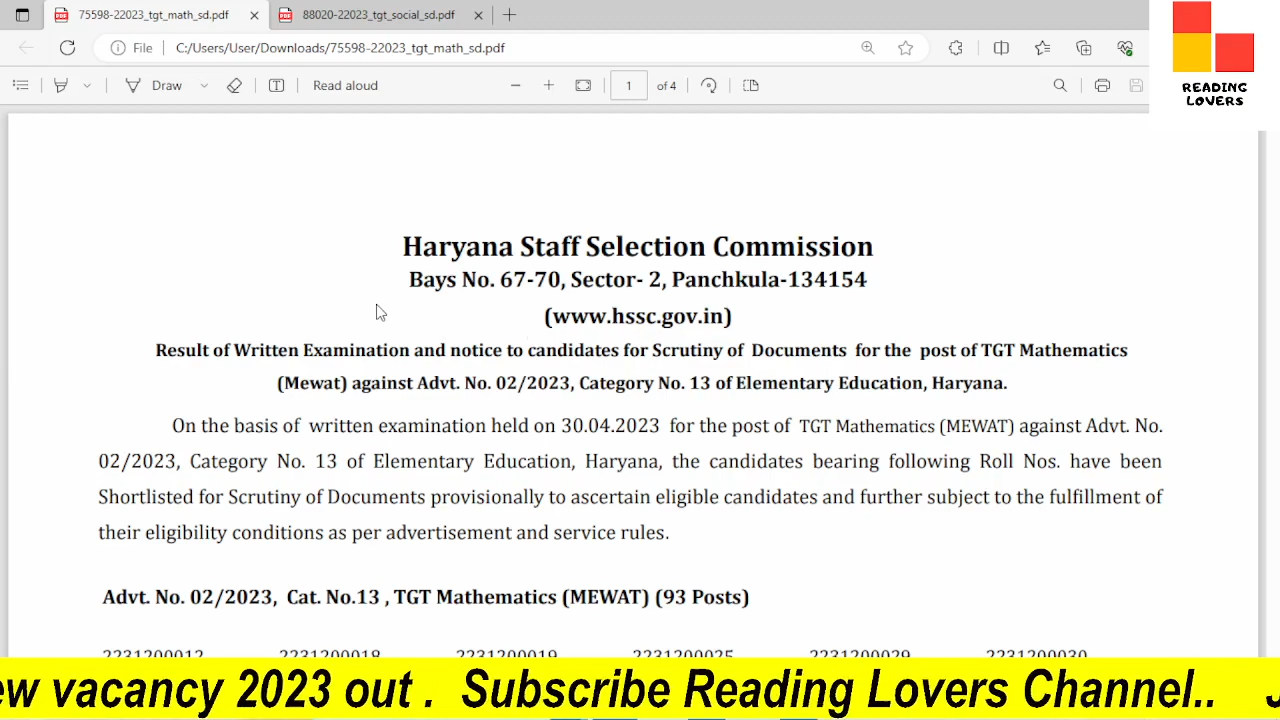 75598-22023_tgt_math_sd.pdf
88020-22023_tgt_social_sd.pdf
File
C:/Users/User/Downloads/75598-22023_tgt_math_sd.pdf
Draw
Read aloud
1 of 4
READING
LOVERS
Haryana Staff Selection Commission
Bays No. 67-70, Sector- 2, Panchkula-134154
(www.hssc.gov.in)
Result of Written Examination and notice to candidates for Scrutiny of Documents for the post of TGT Mathematics
(Mewat) against Advt. No. 02/2023, Category No. 13 of Elementary Education, Haryana.
On the basis of written examination held on 30.04.2023 for the post of TGT Mathematics (MEWAT) against Advt. No.
02/2023, Category No. 13 of Elementary Education, Haryana, the candidates bearing following Roll Nos. have been
Shortlisted for Scrutiny of Documents provisionally to ascertain eligible candidates and further subject to the fulfillment of
their eligibility conditions as per advertisement and service rules.
Advt. No. 02/2023, Cat. No.13 , TGT Mathematics (MEWAT) (93 Posts)
2231200012 2231200018 2231200019 2231200025 2231200029 2231200030
ew vacancy 2023 out . Subscribe Reading Lovers Channel..